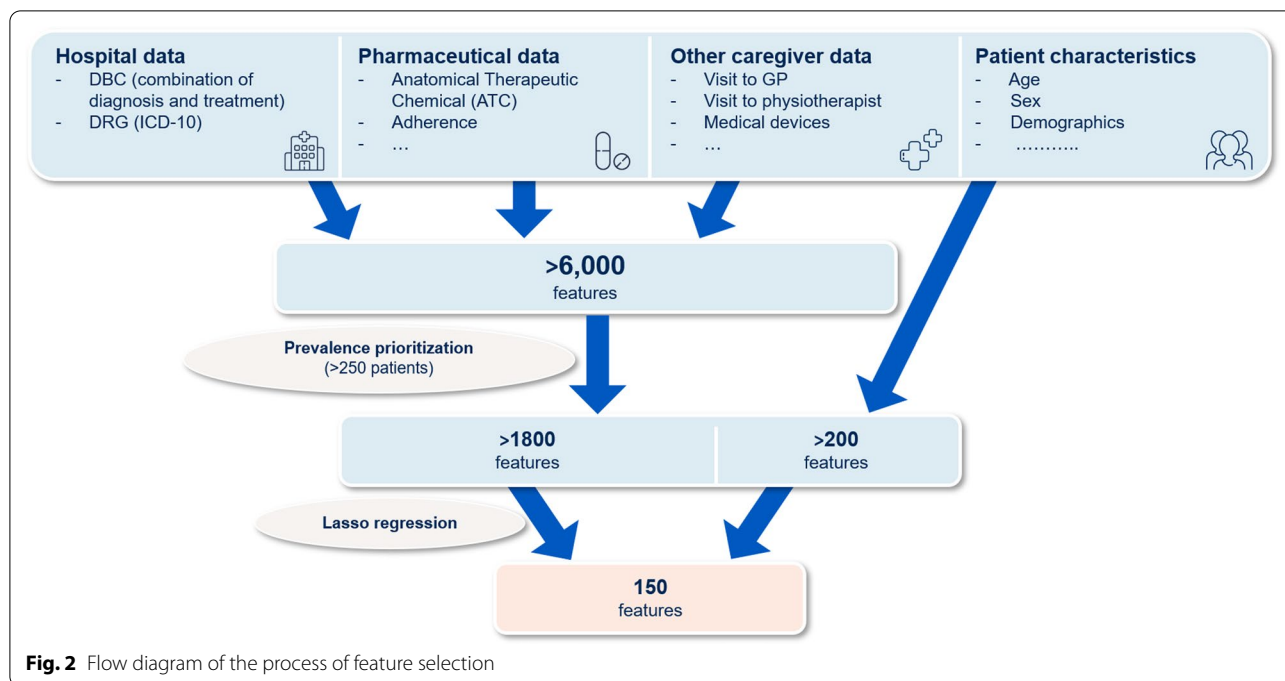 Hospital data
- DBC (combination of
diagnosis and treatment)
- DRG (ICD-10)
Pharmaceutical data
- Anatomical Therapeutic
Chemical (ATC)
- Adherence
- ...
Other caregiver data
- Visit to GP
- Visit to physiotherapist
- Medical devices
- ...
Patient characteristics
- Age
- Sex
- Demographics
- ...........
>6,000
features
Prevalence prioritization
(>250 patients)
>1800
features
>200
features
Lasso regression
150
features
Fig. 2 Flow diagram of the process of feature selection